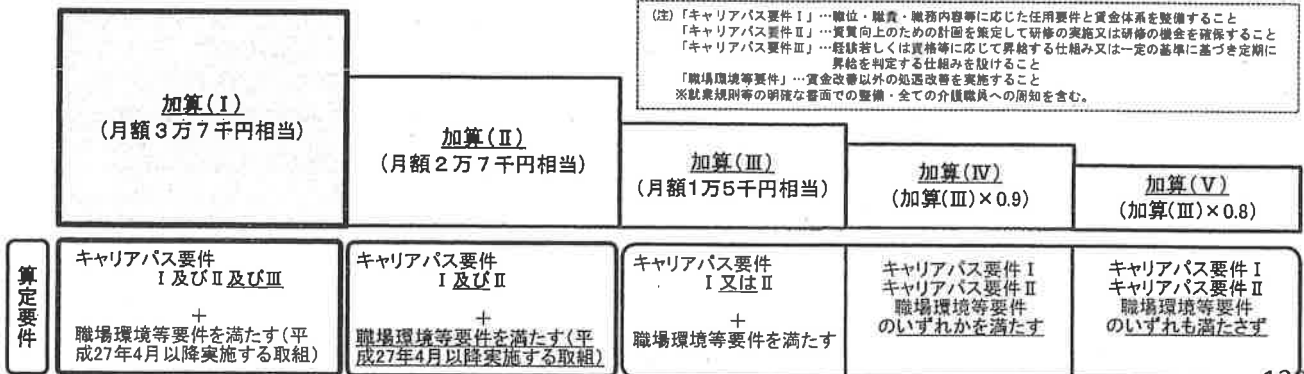 (注)「キャリアパス要件Ⅰ」…職位・職責・職務内容等に応じた任用要件と賃金体系を整備すること
「キャリアパス要件Ⅱ」…資質向上のための計画を策定して研修の実施又は研修の機会を確保すること
「キャリアパス要件Ⅲ」…経験若しくは資格等に応じて昇給する仕組み又は一定の基準に基づき定期に
昇給を判定する仕組みを設けること
「職場環境等要件」…賃金改善以外の処遇改善を実施すること
※就業規則等の明確な書面での整備・全ての介護職員への周知を含む。
加算(Ⅰ)
(月額3万7千円相当)
加算(Ⅱ)
(月額2万7千円相当)
加算(Ⅲ)
(月額1万5千円相当)
加算(Ⅳ)
(加算(Ⅲ)×0.9)
加算(Ⅴ)
(加算(Ⅲ)×0.8)
算定要件
キャリアパス要件
Ⅰ及びⅡ及びⅢ
+
職場環境等要件を満たす(平
成27年4月以降実施する取組)
キャリアパス要件
Ⅰ及びⅡ
+
職場環境等要件を満たす(平
成27年4月以降実施する取組)
キャリアパス要件
Ⅰ又はⅡ
+
職場環境等要件を満たす
キャリアパス要件Ⅰ
キャリアパス要件Ⅱ
職場環境等要件
のいずれかを満たす
キャリアパス要件Ⅰ
キャリアパス要件Ⅱ
職場環境等要件
のいずれも満たさず